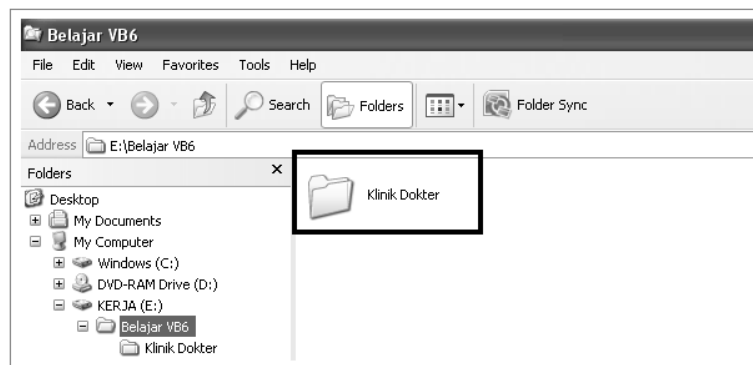 Belajar VB6
File Edit View Favorites Tools Help
Back Search Folders Folder Sync
Address E:\Belajar VB6
Folders
Desktop
My Documents
My Computer
Windows (C:)
DVD-RAM Drive (D:)
KERJA (E:)
Belajar VB6
Klinik Dokter
Klinik Dokter